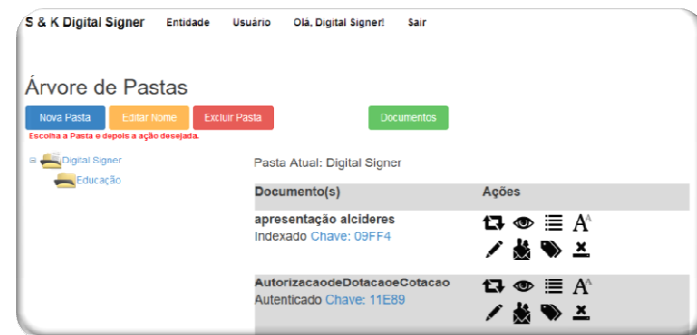 S & K Digital Signer Entidade Usuário Olá, Digital Signer! Sair
Árvore de Pastas
Nova Pasta Editar Nome Excluir Pasta Documentos
Escolha a Pasta e depois a ação desejada.
Digital Signer
Educação
Pasta Atual: Digital Signer
Documento(s) Ações
apresentação alcideres
Indexado Chave: 09FF4
AutorizacaodeDotacaoeCotacao
Autenticado Chave: 11E89